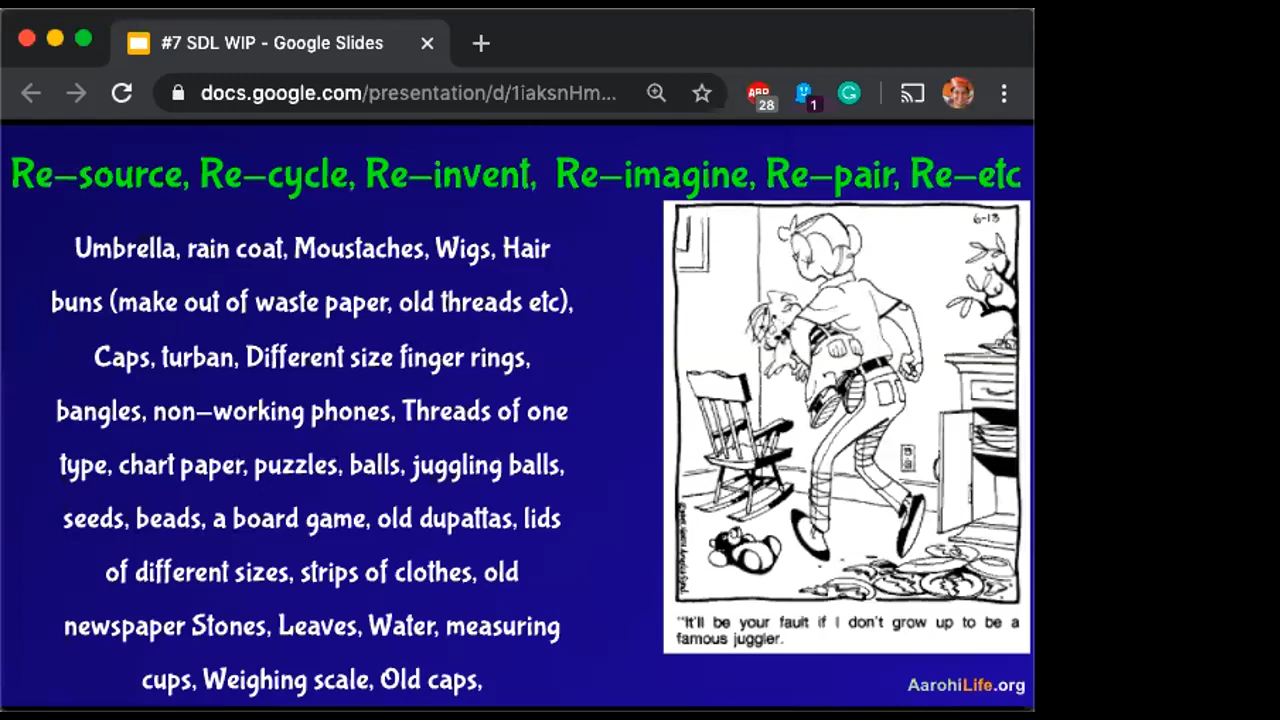 #7 SDL WIP - Google Slides
docs.google.com/presentation/d/1iaksnHm...
ABP
28
1
Re-source, Re-cycle, Re-invent, Re-imagine, Re-pair, Re-etc
Umbrella, rain coat, Moustaches, Wigs, Hair
buns (make out of waste paper, old threads etc),
Caps, turban, Different size finger rings,
bangles, non-working phones, Threads of one
type, chart paper, puzzles, balls, juggling balls,
seeds, beads, a board game, old dupattas, lids
of different sizes, strips of clothes, old
newspaper Stones, Leaves, Water, measuring
cups, Weighing scale, Old caps,
6-13
"It'll be your fault if I don't grow up to be a
famous juggler.
AarohiLife.org